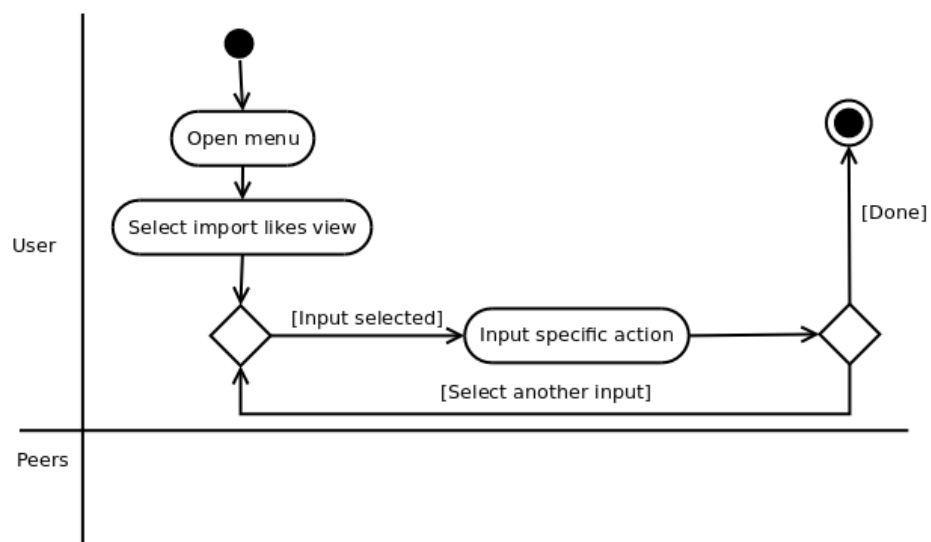 Open menu
[Done]
Select import likes view
User
[Input selected]
Input specific action
[Select another input]
Peers